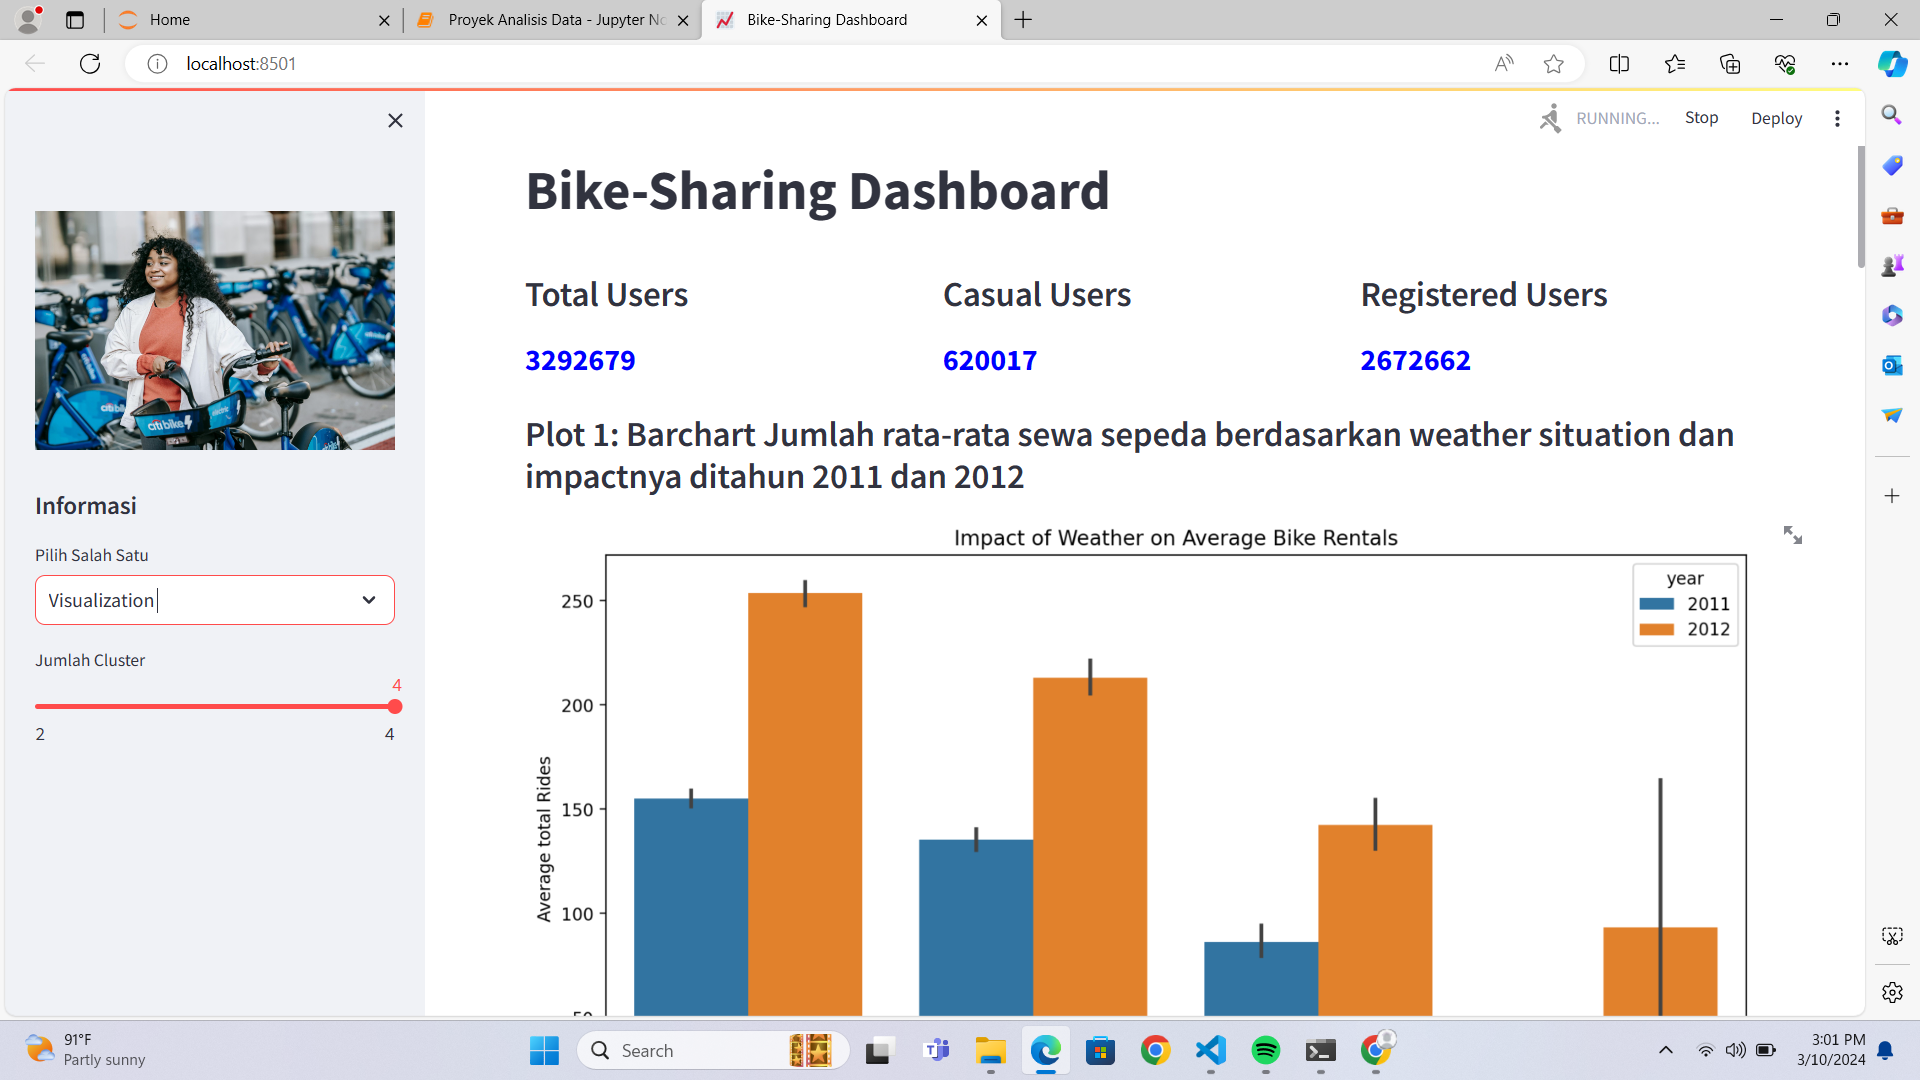 Home
Proyek Analisis Data - Jupyter No
Bike-Sharing Dashboard
localhost:8501
RUNNING...
Stop
Deploy
Bike-Sharing Dashboard
Total Users
Casual Users
Registered Users
3292679
620017
2672662
citi bike
Informasi
Pilih Salah Satu
Visualization
Jumlah Cluster
4
2
4
Plot 1: Barchart Jumlah rata-rata sewa sepeda berdasarkan weather situation dan
impactnya ditahun 2011 dan 2012
Impact of Weather on Average Bike Rentals
year
2011
2012
250
200
150
100
50
Average total Rides
91°F
Partly sunny
Search
3:01 PM
3/10/2024